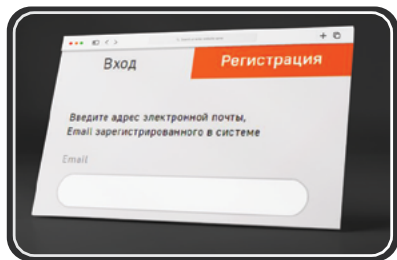 Вход
Регистрация
Введите адрес электронной почты,
Email зарегистрированного в системе
Email